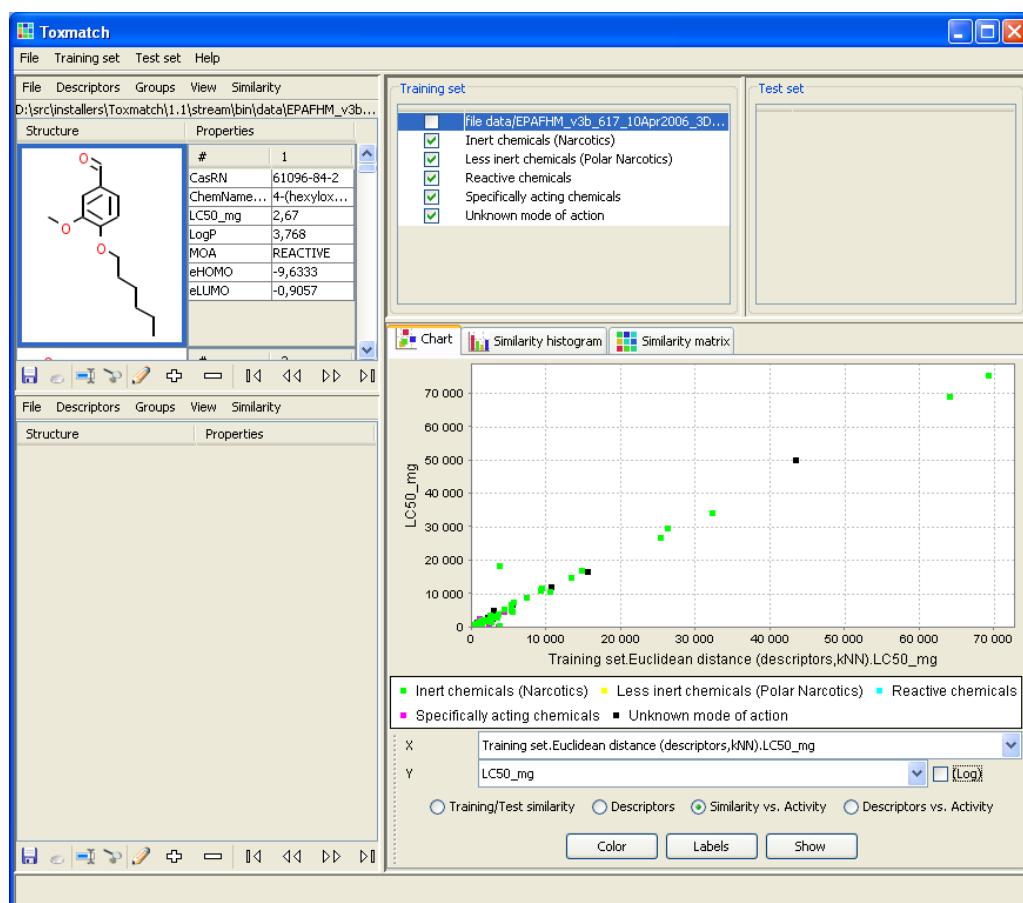 Toxmatch
File Training set Test set Help
File Descriptors Groups View Similarity
D:\src\installers\Toxmatch\1.1\stream\bin\data\EPAFHM_v3b...
Structure Properties
# 1
CasRN 61096-84-2
ChemName... 4-(hexylox...
LC50_mg 2,67
LogP 3,768
MOA REACTIVE
eHOMO -9,6333
eLUMO -0,9057
O
O
O
File Descriptors Groups View Similarity
Structure Properties
Training set
file data/EPAFHM_v3b_617_10Apr2006_3D...
Inert chemicals (Narcotics)
Less inert chemicals (Polar Narcotics)
Reactive chemicals
Specifically acting chemicals
Unknown mode of action
Test set
Chart Similarity histogram Similarity matrix
LC50_mg
70 000
60 000
50 000
40 000
30 000
20 000
10 000
0
0 10 000 20 000 30 000 40 000 50 000 60 000 70 000
Training set.Euclidean distance (descriptors,kNN).LC50_mg
Inert chemicals (Narcotics) Less inert chemicals (Polar Narcotics) Reactive chemicals
Specifically acting chemicals Unknown mode of action
X Training set.Euclidean distance (descriptors,kNN).LC50_mg
Y LC50_mg (Log)
Training/Test similarity Descriptors Similarity vs. Activity Descriptors vs. Activity
Color Labels Show